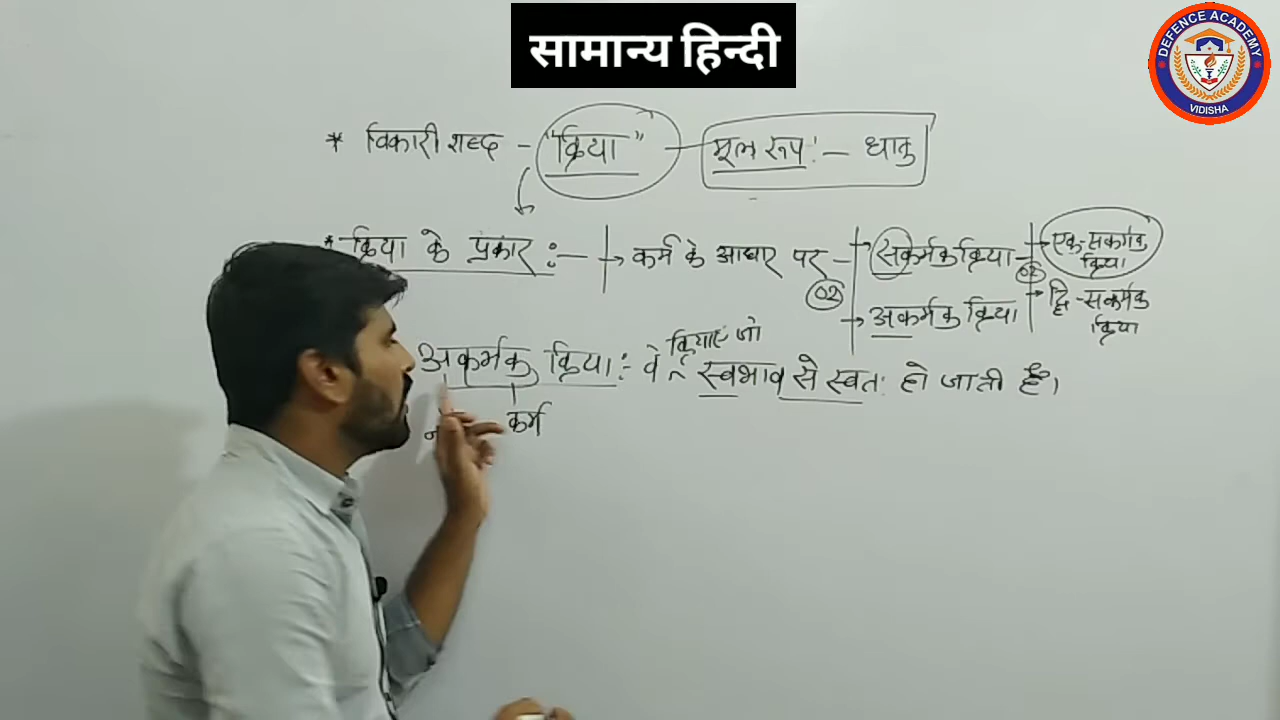 सामान्य हिन्दी
DEFENCE ACADEMY
VIDISHA
* विकारी शब्द - "क्रिया" मूल रूप :- धातु
* क्रिया के प्रकार :- कर्म के आधार पर - सकर्मक क्रिया - एक-सकर्मक क्रिया
02 02
अकर्मक क्रिया द्वि-सकर्मक क्रिया
क्रियाएँ जो
अकर्मक क्रिया :- वे स्वभाव से स्वतः हो जाती हैं।
कर्म